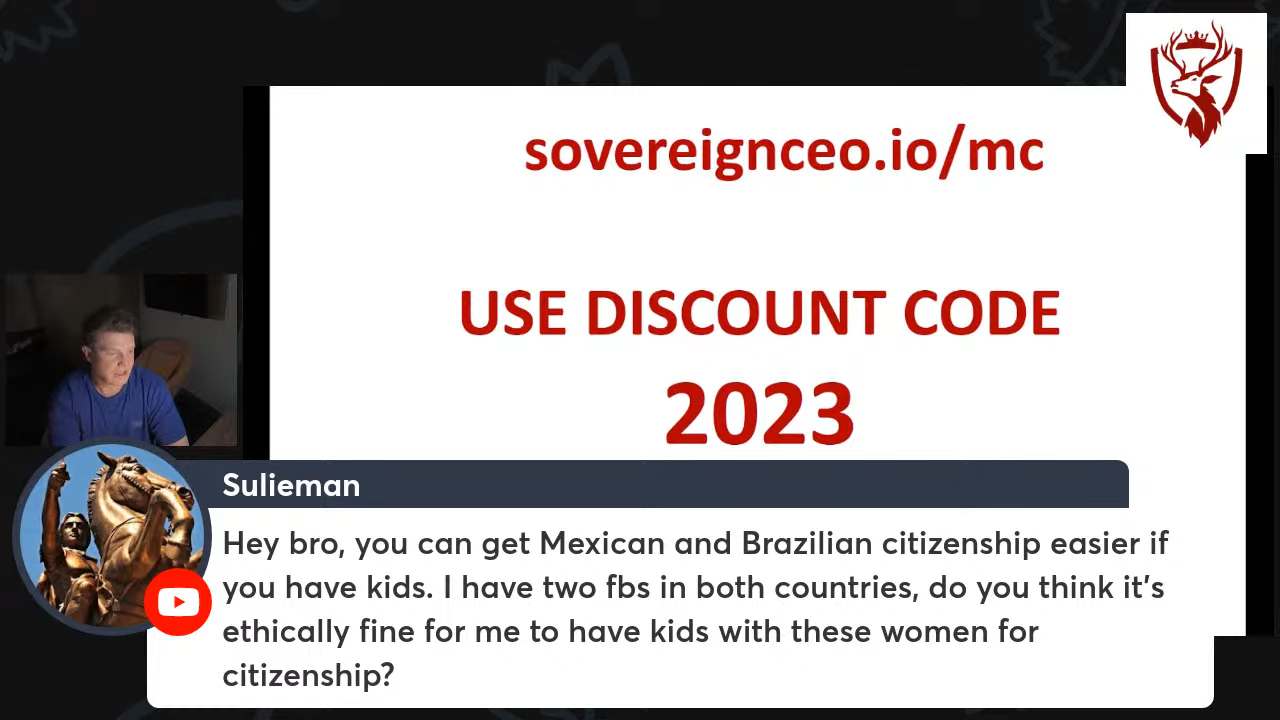 sovereignceo.io/mc
USE DISCOUNT CODE
2023
Sulieman
Hey bro, you can get Mexican and Brazilian citizenship easier if
you have kids. I have two fbs in both countries, do you think it's
ethically fine for me to have kids with these women for
citizenship?